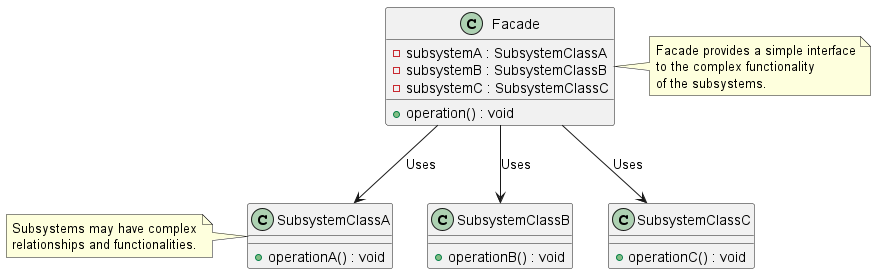 C Facade
subsystemA : SubsystemClassA
subsystemB : SubsystemClassB
subsystemC : SubsystemClassC
operation() : void
Facade provides a simple interface
to the complex functionality
of the subsystems.
Uses
Uses
Uses
Subsystems may have complex
relationships and functionalities.
C SubsystemClassA
operationA() : void
C SubsystemClassB
operationB() : void
C SubsystemClassC
operationC() : void